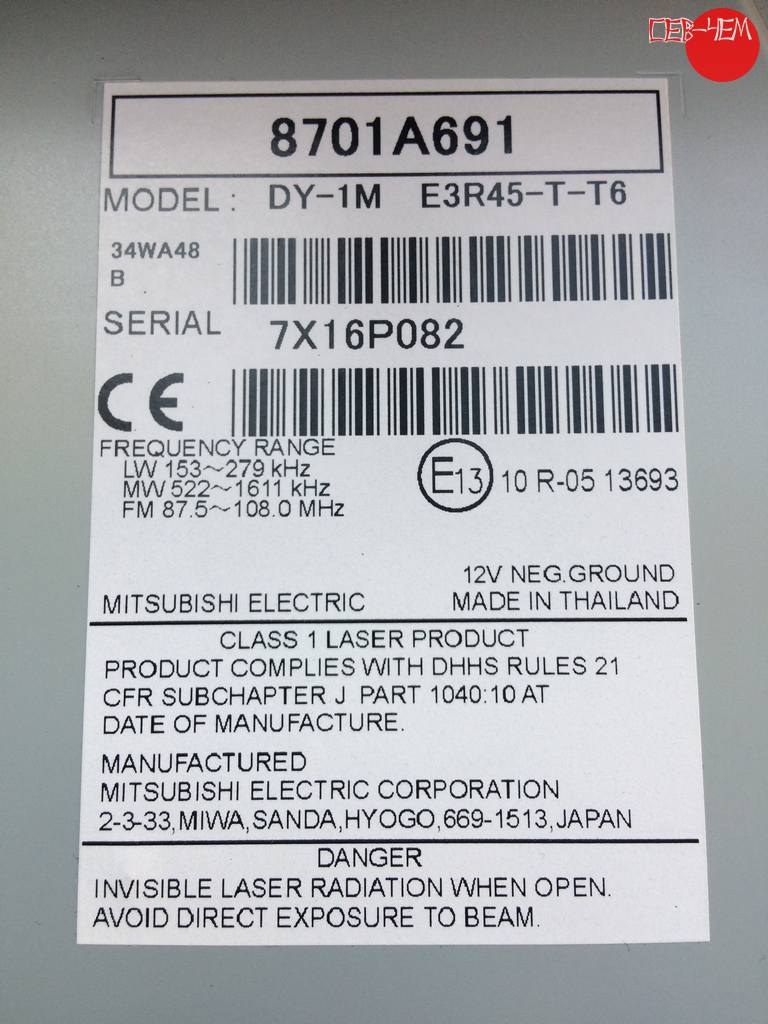 ПЕВ-ЧЕМ
8701A691
MODEL : DY-1M E3R45-T-T6
34WA48
B
SERIAL 7X16P082
CE
FREQUENCY RANGE
LW 153~279 kHz
MW 522~1611 kHz
FM 87.5~108.0 MHz
E13 10 R-05 13693
12V NEG.GROUND
MITSUBISHI ELECTRIC MADE IN THAILAND
CLASS 1 LASER PRODUCT
PRODUCT COMPLIES WITH DHHS RULES 21
CFR SUBCHAPTER J PART 1040:10 AT
DATE OF MANUFACTURE.
MANUFACTURED
MITSUBISHI ELECTRIC CORPORATION
2-3-33,MIWA,SANDA,HYOGO,669-1513,JAPAN
DANGER
INVISIBLE LASER RADIATION WHEN OPEN.
AVOID DIRECT EXPOSURE TO BEAM.